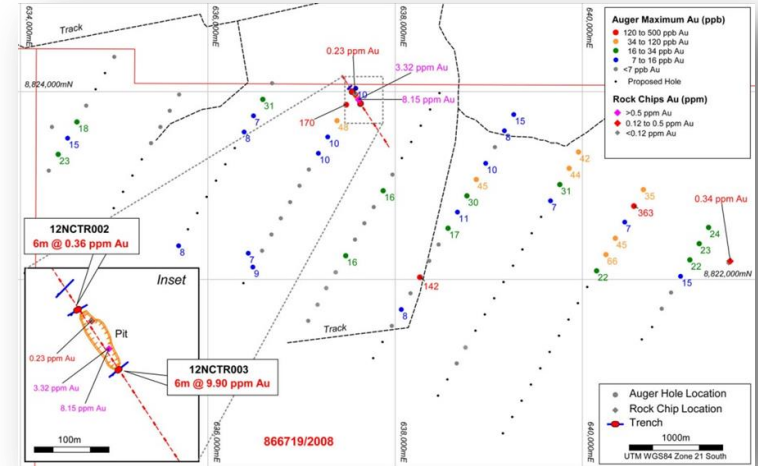 634,000mE
636,000mE
638,000mE
640,000mE
Track
8,824,000mN
0.23 ppm Au
3.32 ppm Au
8.15 ppm Au
10
170
48
31
7
8
10
10
18
15
23
15
8
10
45
30
11
17
16
42
44
31
7
35
363
7
45
66
22
0.34 ppm Au
24
23
22
15
8,822,000mN
8
7
9
16
142
8
Track
Auger Maximum Au (ppb)
120 to 500 ppb Au
34 to 120 ppb Au
16 to 34 ppb Au
7 to 16 ppb Au
<7 ppb Au
Proposed Hole
Rock Chips Au (ppm)
>0.5 ppm Au
0.12 to 0.5 ppm Au
<0.12 ppm Au
12NCTR002
6m @ 0.36 ppm Au
Inset
Pit
0.23 ppm Au
3.32 ppm Au
8.15 ppm Au
12NCTR003
6m @ 9.90 ppm Au
100m
866719/2008
636,000mE
638,000mE
640,000mE
Auger Hole Location
Rock Chip Location
Trench
1000m
UTM WGS84 Zone 21 South